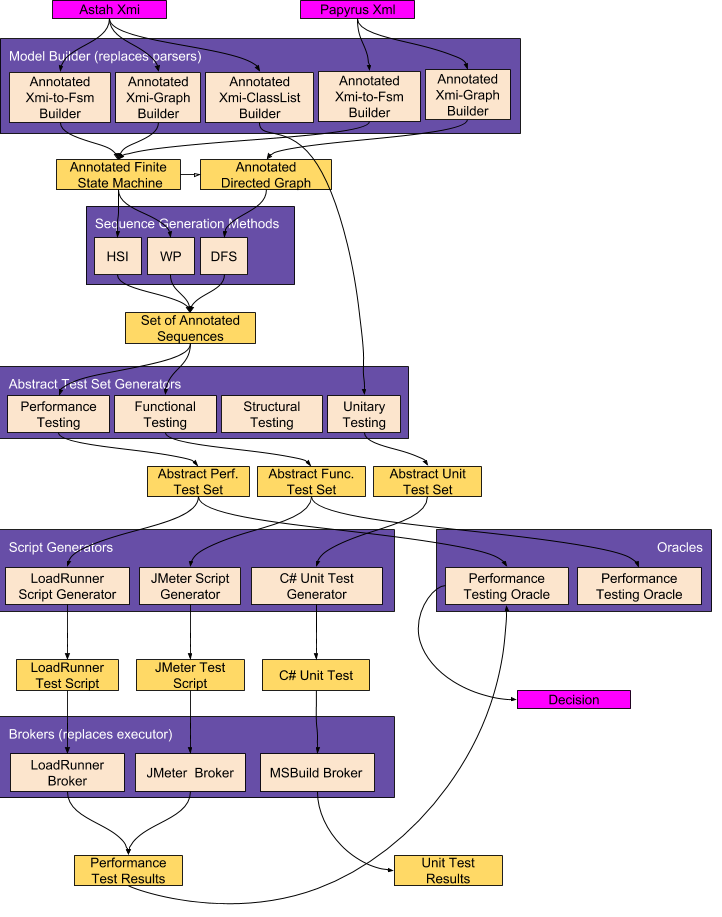 Astah Xmi
Papyrus Xml
Model Builder (replaces parsers)
Annotated
Xmi-to-Fsm
Builder
Annotated
Xmi-Graph
Builder
Annotated
Xmi-ClassList
Builder
Annotated
Xmi-to-Fsm
Builder
Annotated
Xmi-Graph
Builder
Annotated Finite
State Machine
Annotated
Directed Graph
Sequence Generation Methods
HSI
WP
DFS
Set of Annotated
Sequences
Abstract Test Set Generators
Performance
Testing
Functional
Testing
Structural
Testing
Unitary
Testing
Abstract Perf.
Test Set
Abstract Func.
Test Set
Abstract Unit
Test Set
Script Generators
LoadRunner
Script Generator
JMeter Script
Generator
C# Unit Test
Generator
Oracles
Performance
Testing Oracle
Performance
Testing Oracle
LoadRunner
Test Script
JMeter Test
Script
C# Unit Test
Decision
Brokers (replaces executor)
LoadRunner
Broker
JMeter  Broker
MSBuild Broker
Performance
Test Results
Unit Test
Results